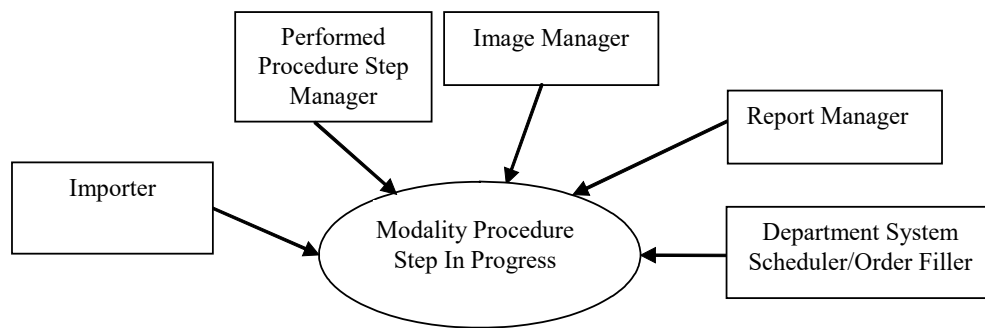 Performed
Procedure Step
Manager
Image Manager
Report Manager
Importer
Modality Procedure
Step In Progress
Department System
Scheduler/Order Filler